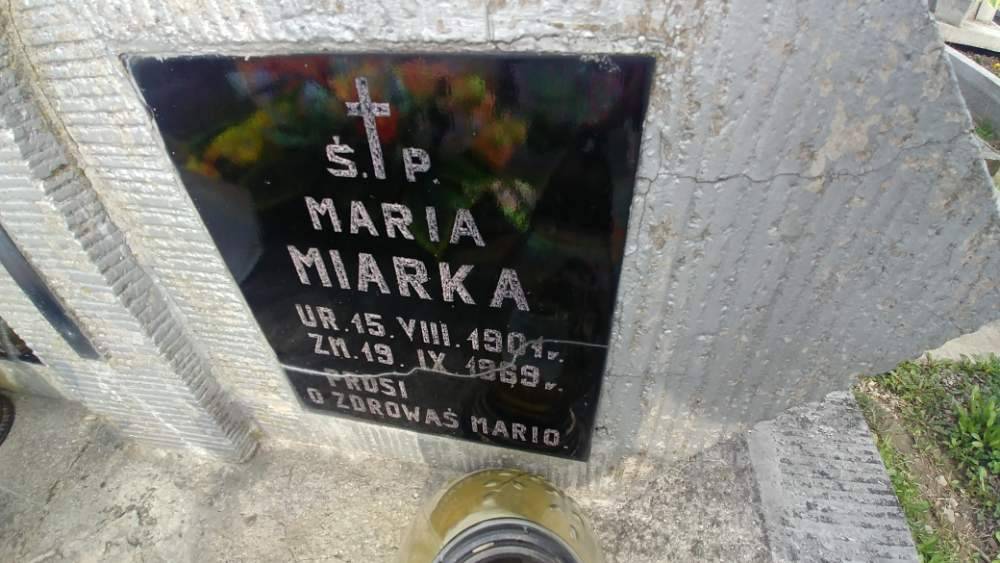 Ś. P.
MARIA
MIARKA
UR. 15. VIII. 1901 r.
ZM. 19. IX 1969 r.
PROSI
O ZDROWAŚ MARIO.